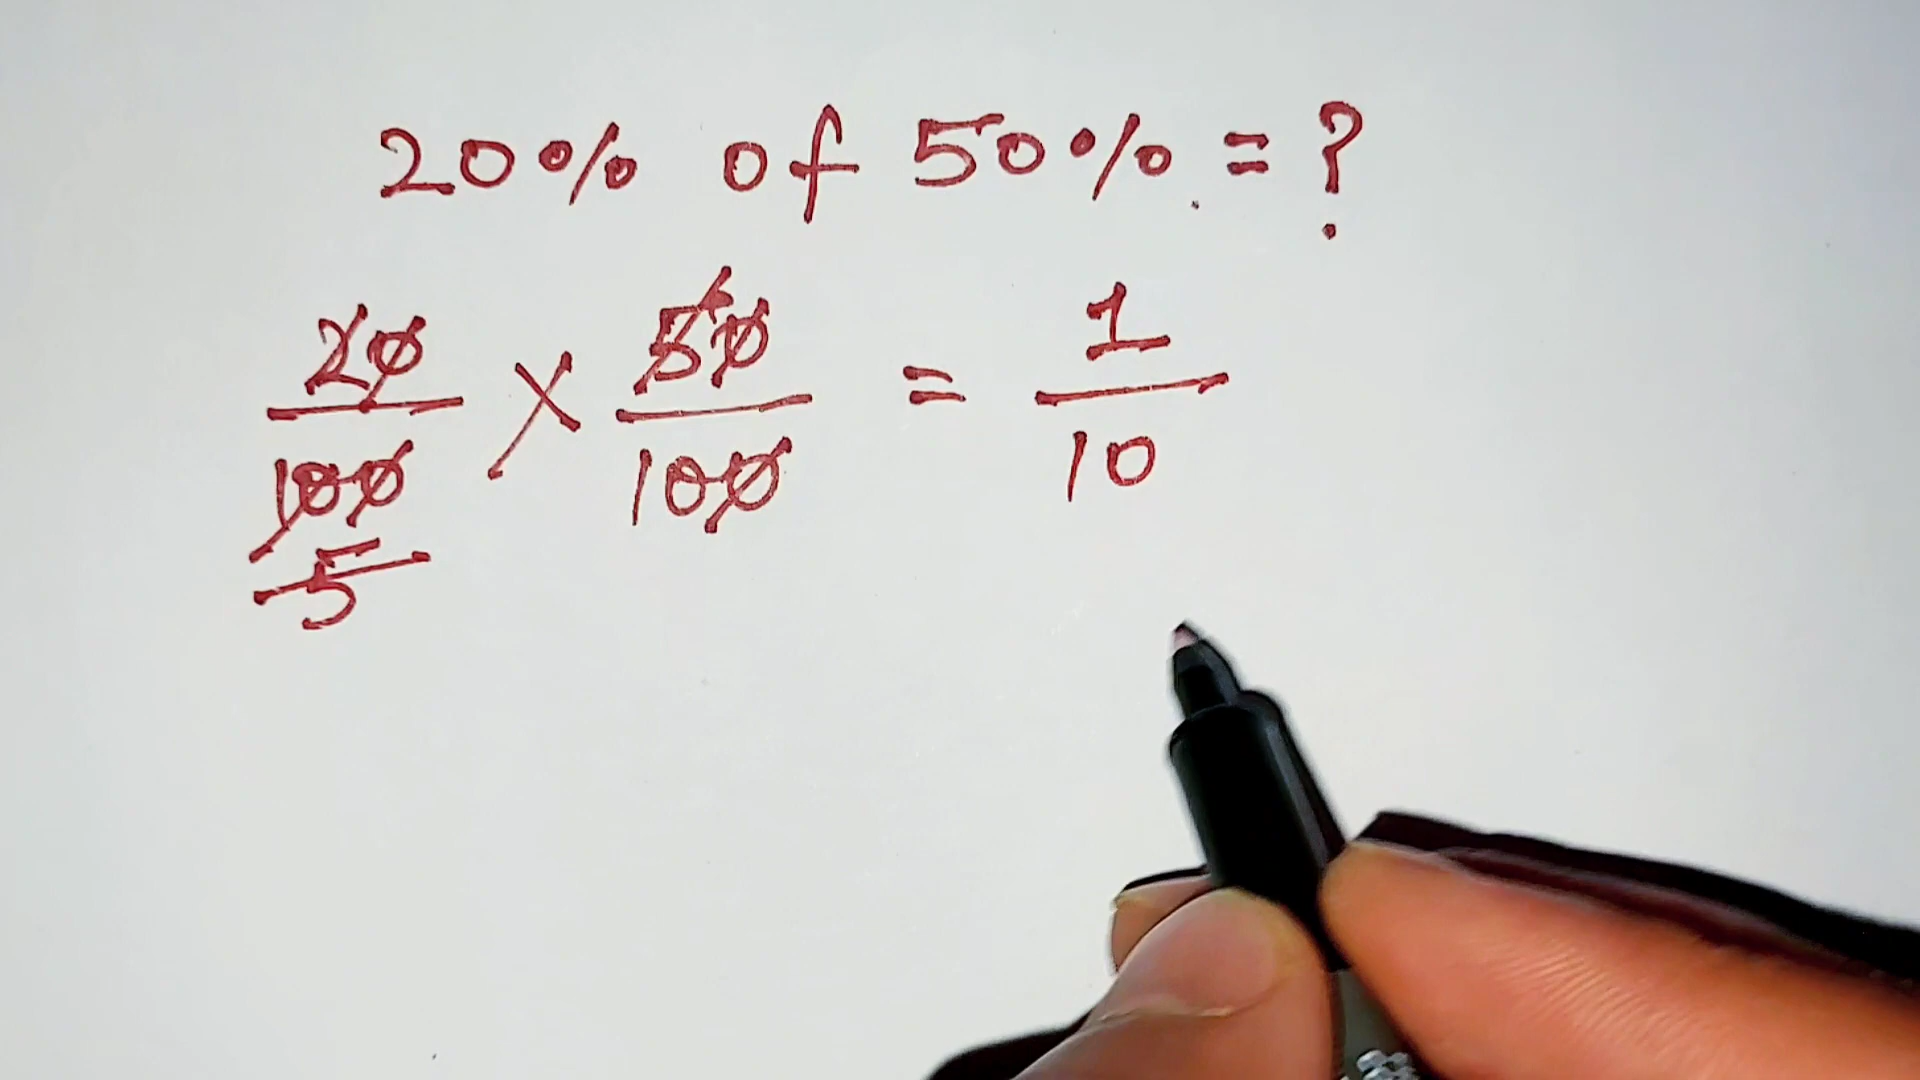 20% of 50% = ?
20/100 × 50/100 = 1/10
5